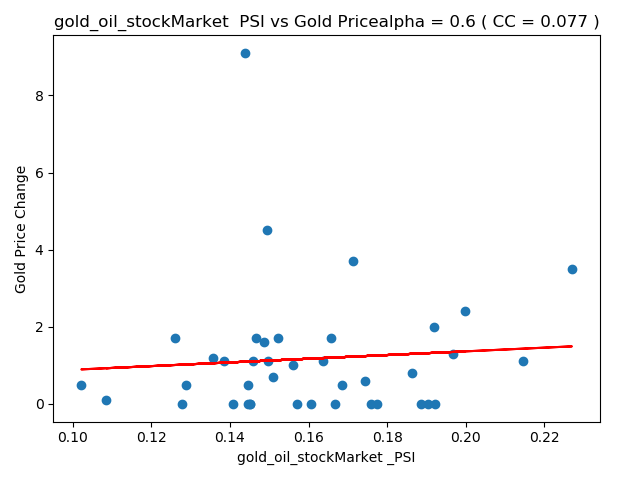 gold_oil_stockMarket  PSI vs Gold Pricealpha = 0.6 ( CC = 0.077 )
8
6
4
2
0
Gold Price Change
0.10 0.12 0.14 0.16 0.18 0.20 0.22
gold_oil_stockMarket _PSI